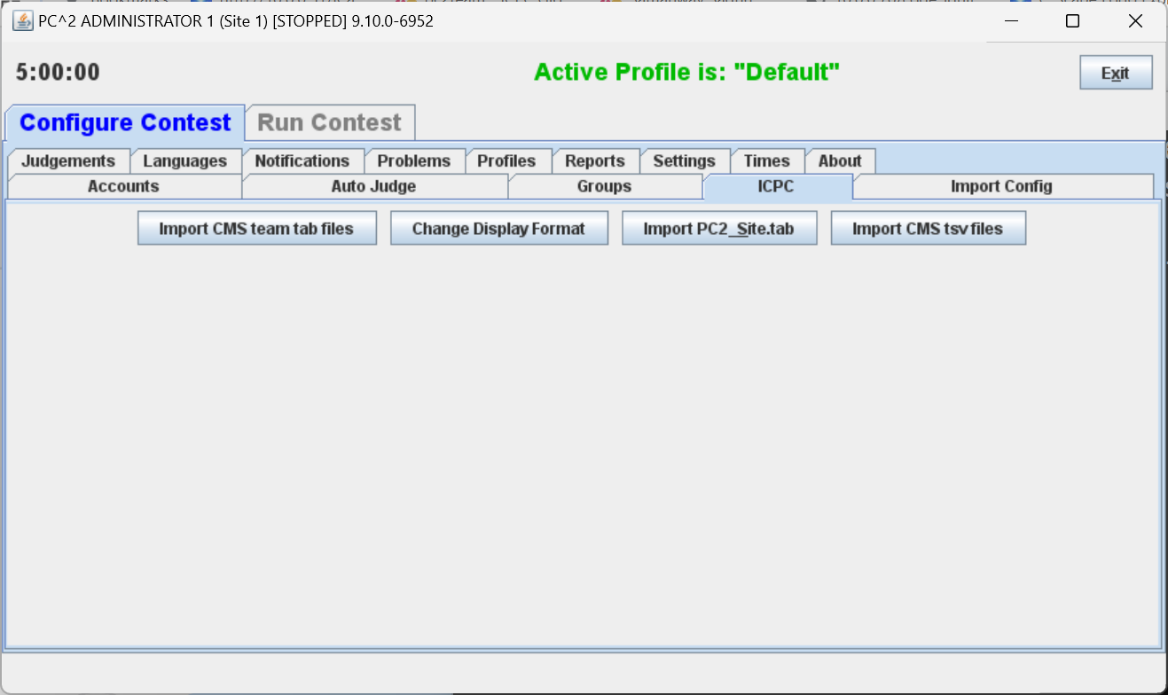 PC^2 ADMINISTRATOR 1 (Site 1) [STOPPED] 9.10.0-6952
5:00:00
Active Profile is: "Default"
Exit
Configure Contest
Run Contest
Judgements
Languages
Notifications
Problems
Profiles
Reports
Settings
Times
About
Accounts
Auto Judge
Groups
ICPC
Import Config
Import CMS team tab files
Change Display Format
Import PC2_Site.tab
Import CMS tsv files